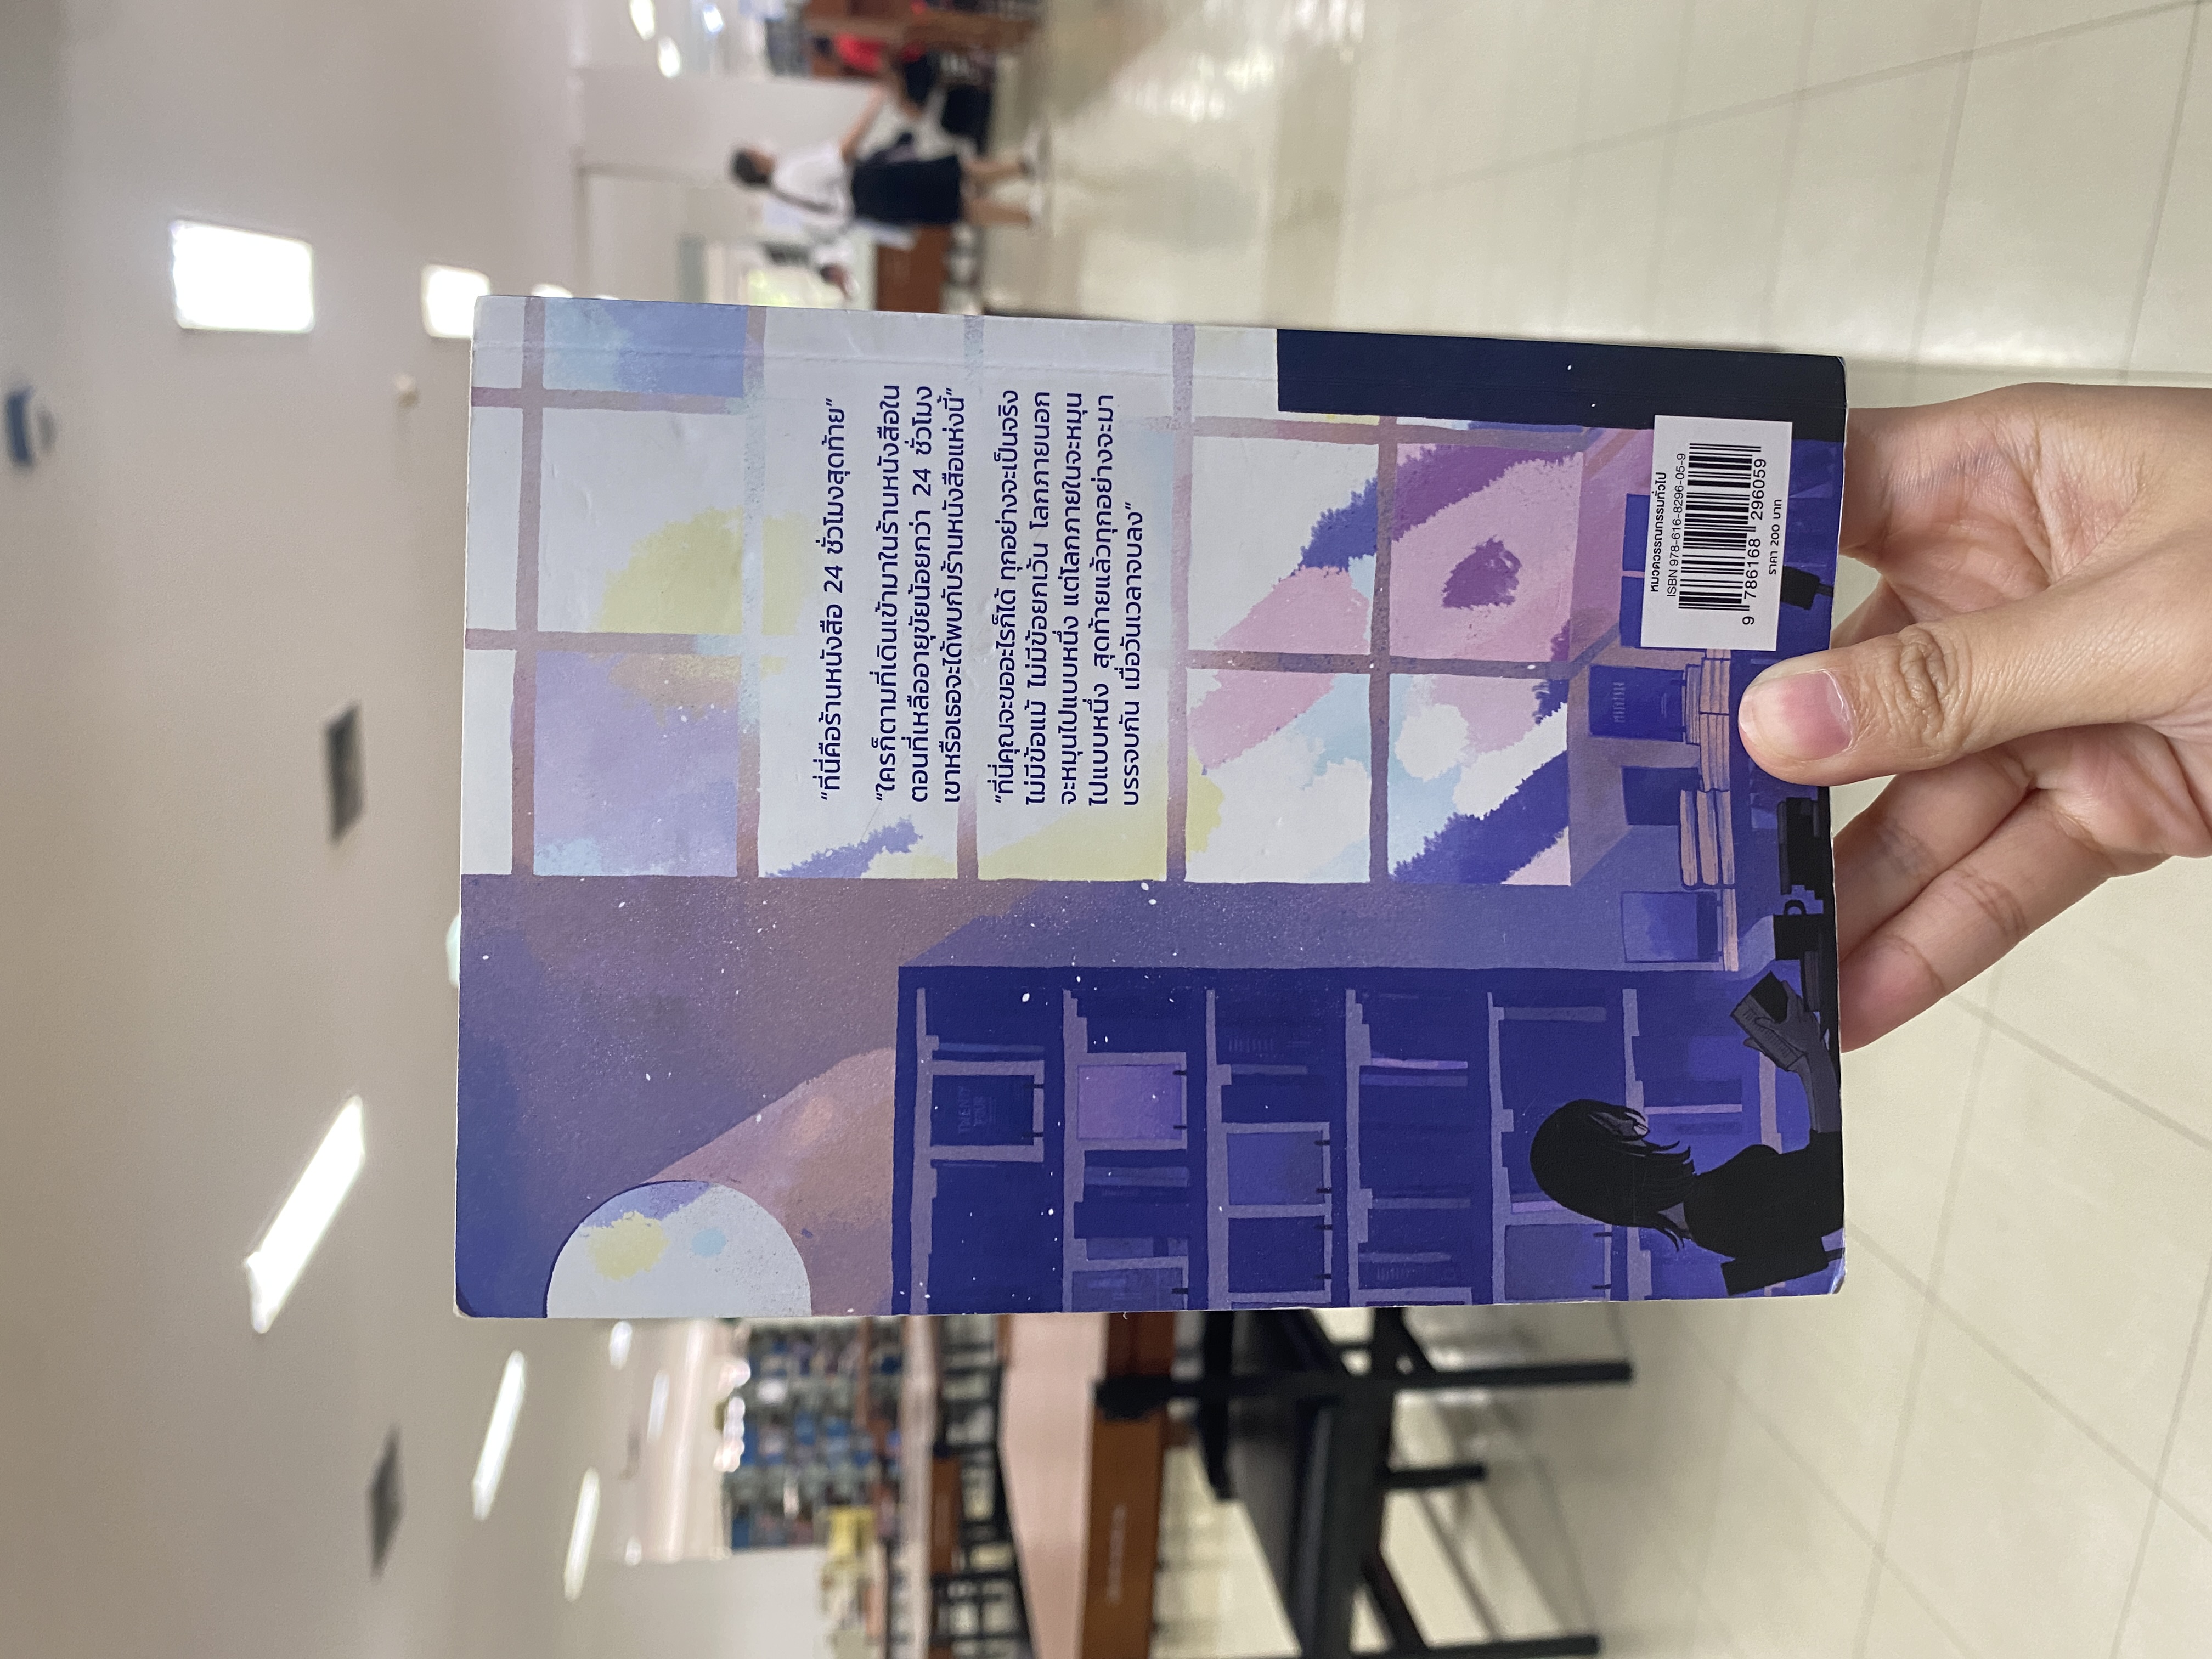 “ที่นี่คือร้านหนังสือ 24 ชั่วโมงสุดท้าย”
“ใครก็ตามที่เดินเข้ามาในร้านหนังสือใน
ตอนที่เหลืออายุขัยน้อยกว่า 24 ชั่วโมง
เขาหรือเธอจะได้พบกับร้านหนังสือแห่งนี้”
“ที่นี่คุณจะขออะไรก็ได้ ทุกอย่างจะเป็นจริง
ไม่มีข้อแม้ ไม่มีข้อยกเว้น โลกภายนอก
จะหมุนไปแบบหนึ่ง แต่โลกภายในจะหมุน
ไปแบบหนึ่ง สุดท้ายแล้วทุกอย่างจะมา
บรรจบกัน เมื่อวันเวลาจบลง”
TWENTY
FOUR
หมวดวรรณกรรมทั่วไป
ISBN 978-616-8296-05-9
9 786168 296059
ราคา 200 บาท